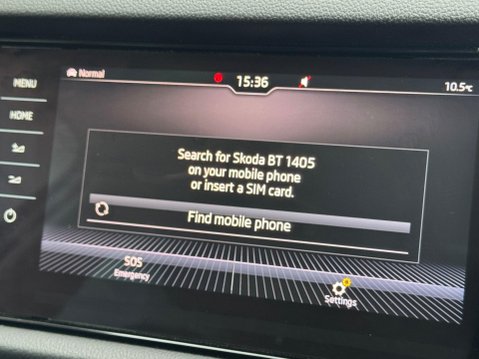 MENU
Normal
15:36
10.5°C
HOME
Search for Skoda BT 1405
on your mobile phone
or insert a SIM card.
Find mobile phone
SOS
Emergency
Settings